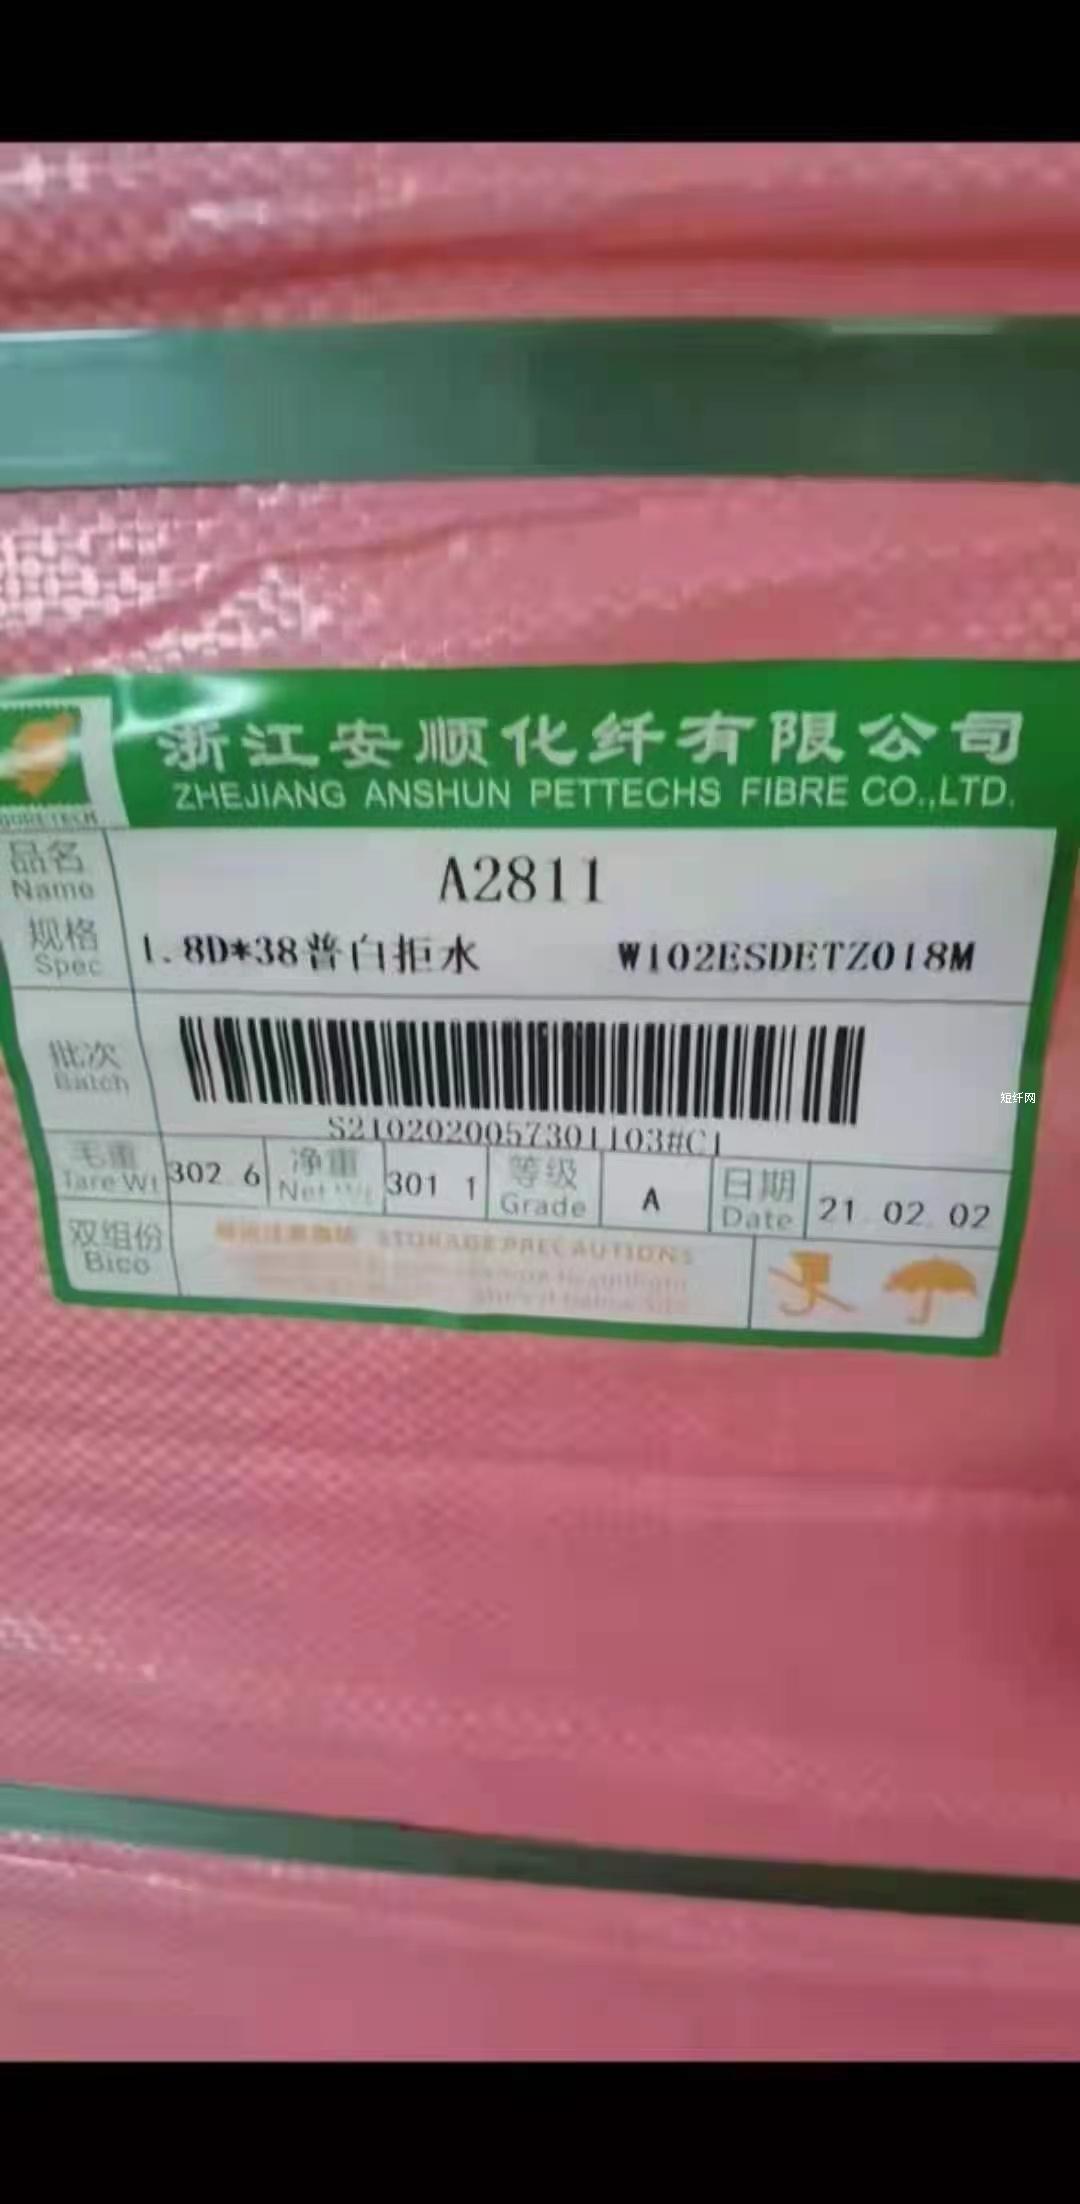 浙江安顺化纤有限公司
ZHEJIANG ANSHUN PETTECHS FIBRE CO.,LTD.
品名
Name
A2811
规格
Spec
1.8D*38普白拒水 W102ESDETZ018M
批次
Batch
S2102020057301103#C1
毛重
Tare Wt
302 6
净重
Net Wt
301 1
等级
Grade
A
日期
Date
21 02 02
双组份
Bico
STORAGE PRECAUTIONS
短纤网